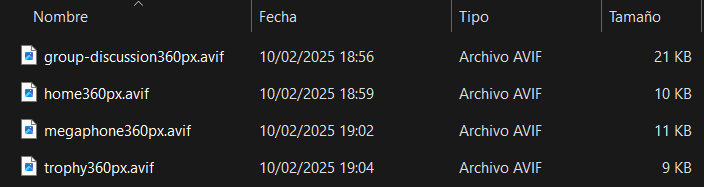 Nombre Fecha Tipo Tamaño
group-discussion360px.avif 10/02/2025 18:56 Archivo AVIF 21 KB
home360px.avif 10/02/2025 18:59 Archivo AVIF 10 KB
megaphone360px.avif 10/02/2025 19:02 Archivo AVIF 11 KB
trophy360px.avif 10/02/2025 19:04 Archivo AVIF 9 KB